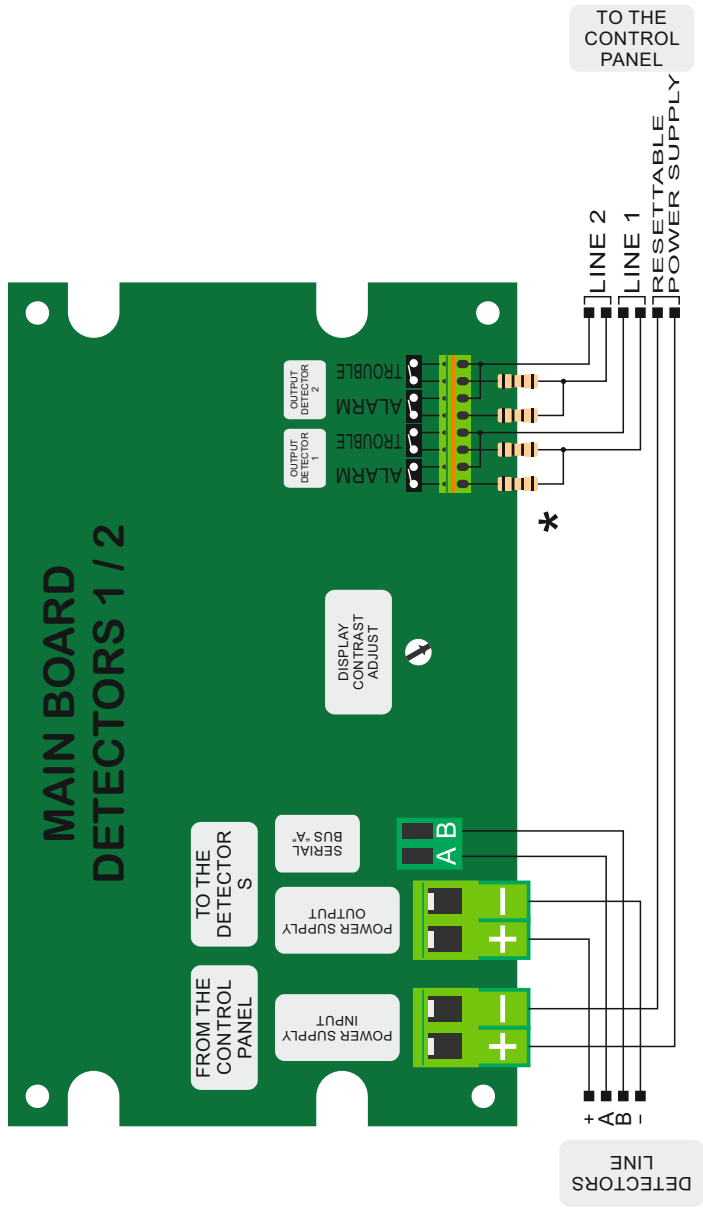 MAIN BOARD
DETECTORS 1 / 2
FROM THE
CONTROL
PANEL
TO THE
DETECTOR
S
POWER SUPPLY
INPUT
POWER SUPPLY
OUTPUT
SERIAL
BUS “A”
+
-
+
-
A B
DISPLAY
CONTRAST
ADJUST
OUTPUT
DETECTOR
1
OUTPUT
DETECTOR
2
ALARM
TROUBLE
ALARM
TROUBLE
*
DETECTORS
LINE
+
A
B
-
LINE 2
LINE 1
RESETTABLE
POWER SUPPLY
TO THE
CONTROL
PANEL